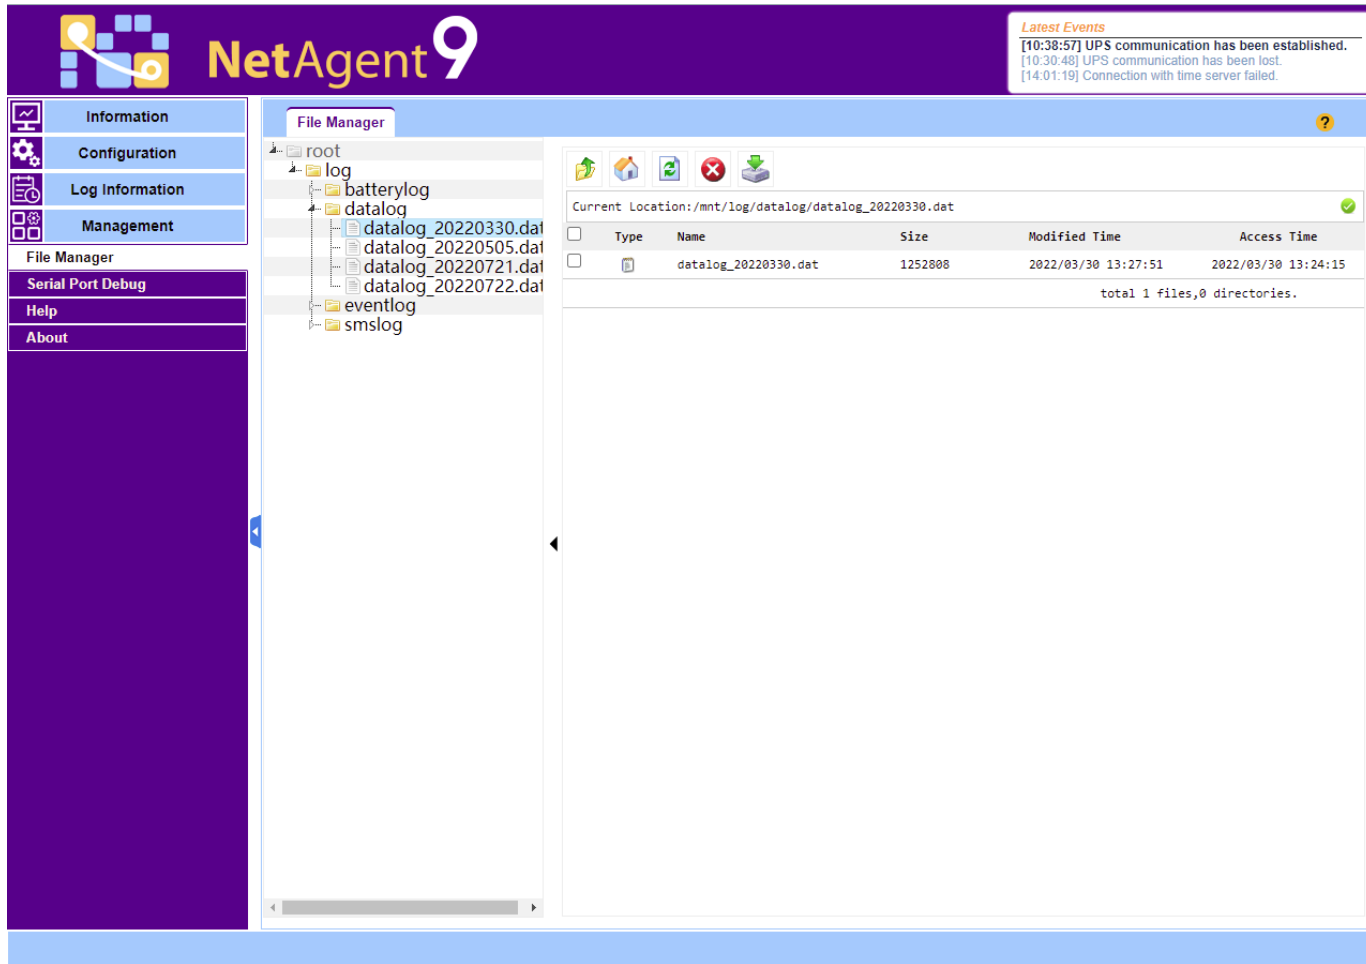 NetAgent 9
Latest Events
[10:38:57] UPS communication has been established.
[10:30:48] UPS communication has been lost.
[14:01:19] Connection with time server failed.
Information
Configuration
Log Information
Management
File Manager
Serial Port Debug
Help
About
File Manager
?
root
log
batterylog
datalog
datalog_20220330.dat
datalog_20220505.dat
datalog_20220721.dat
datalog_20220722.dat
eventlog
smslog
Current Location:/mnt/log/datalog/datalog_20220330.dat
Type Name Size Modified Time Access Time
datalog_20220330.dat 1252808 2022/03/30 13:27:51 2022/03/30 13:24:15
total 1 files,0 directories.